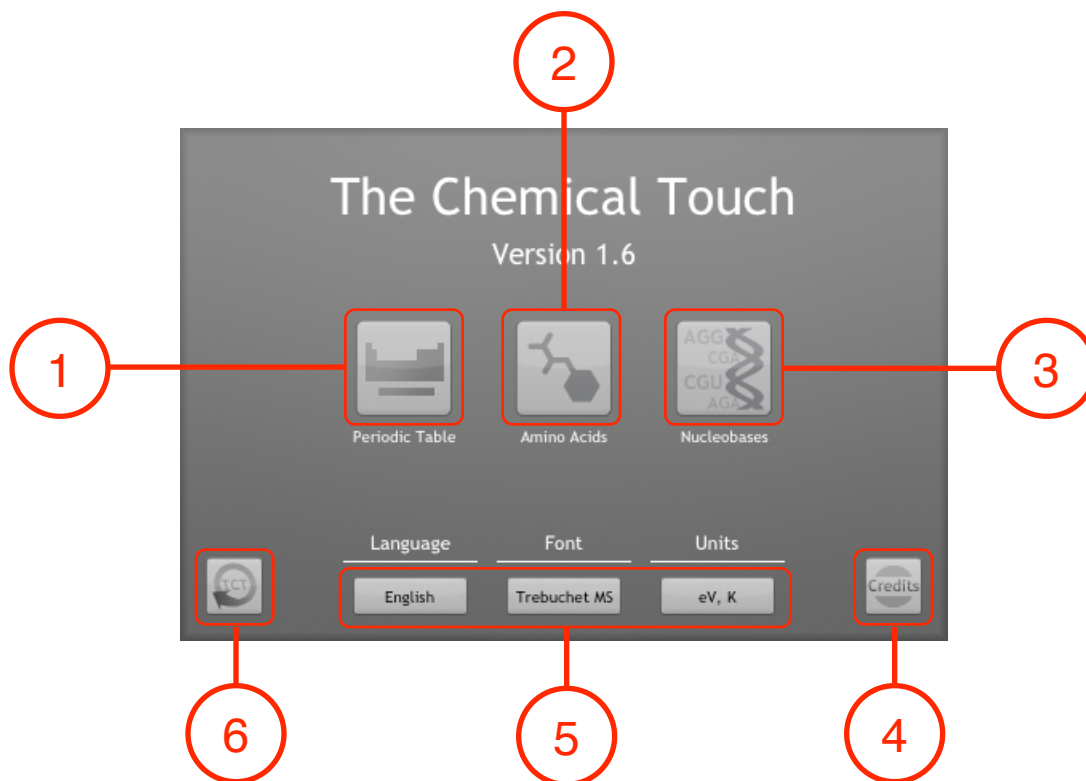 2
The Chemical Touch
Version 1.6
1
3
AGG
CGA
CGU
AGA
Periodic Table
Amino Acids
Nucleobases
Language
Font
Units
TCT
English
Trebuchet MS
eV, K
Credits
6
5
4